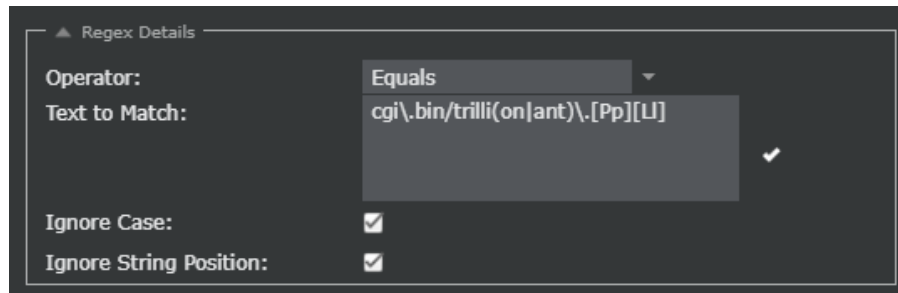 Regex Details
Operator: Equals
Text to Match: cgi\.bin/trilli(on|ant)\.[Pp][Ll]
Ignore Case:
Ignore String Position: